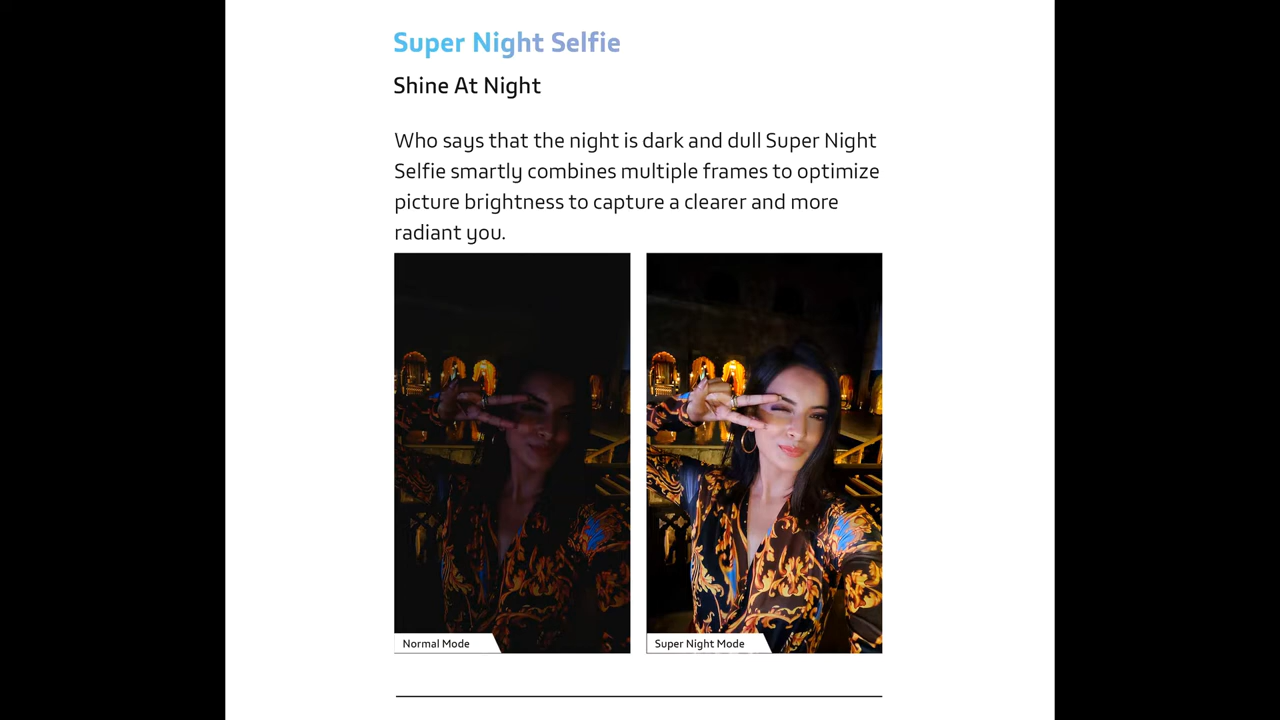 Super Night Selfie
Shine At Night
Who says that the night is dark and dull Super Night
Selfie smartly combines multiple frames to optimize
picture brightness to capture a clearer and more
radiant you.
Normal Mode
Super Night Mode